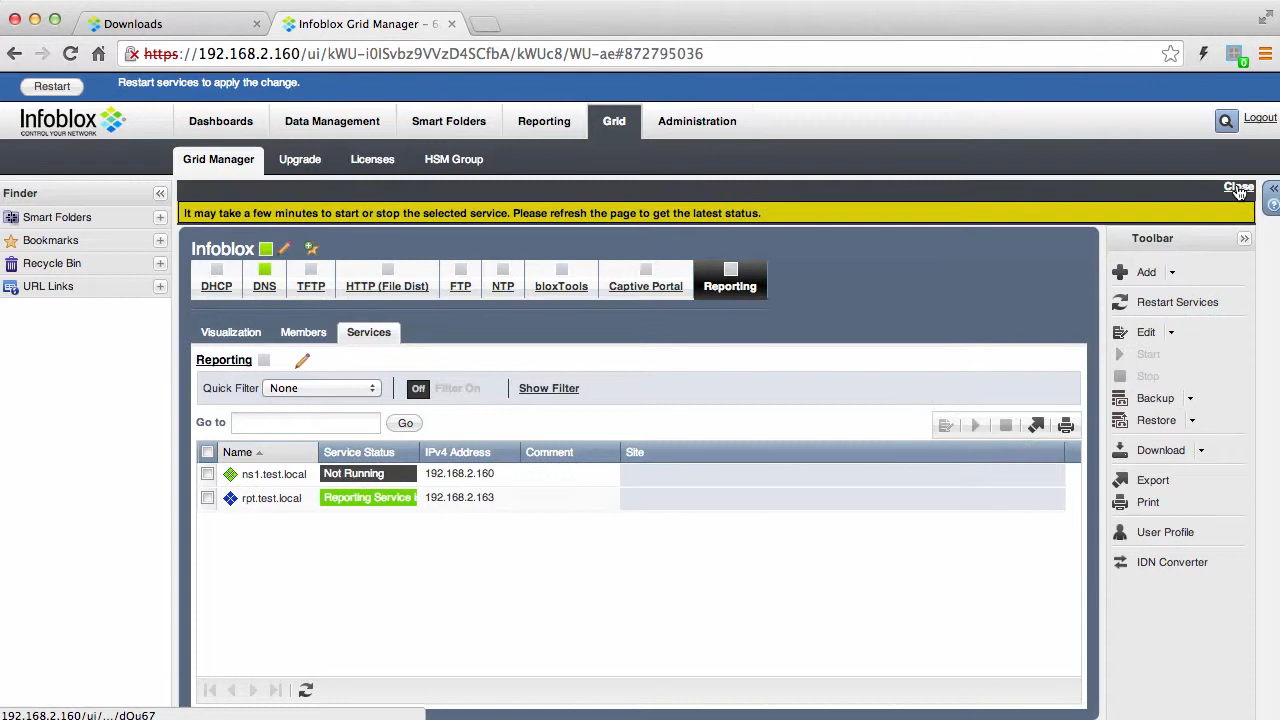 Downloads
Infoblox Grid Manager – 6
https://192.168.2.160/ui/kWU-i0ISvbz9VVzD4SCfbA/kWUc8/WU-ae#872795036
0
Restart
Restart services to apply the change.
Infoblox
CONTROL YOUR NETWORK
Dashboards
Data Management
Smart Folders
Reporting
Grid
Administration
Logout
Grid Manager
Upgrade
Licenses
HSM Group
Finder
Close
It may take a few minutes to start or stop the selected service. Please refresh the page to get the latest status.
Smart Folders
Bookmarks
Recycle Bin
URL Links
Infoblox
DHCP
DNS
TFTP
HTTP (File Dist)
FTP
NTP
bloxTools
Captive Portal
Reporting
Visualization
Members
Services
Reporting
Quick Filter
None
Off
Filter On
Show Filter
Go to
Go
Name
Service Status
IPv4 Address
Comment
Site
ns1.test.local
Not Running
192.168.2.160
rpt.test.local
Reporting Service
192.168.2.163
Toolbar
Add
Restart Services
Edit
Start
Stop
Backup
Restore
Download
Export
Print
User Profile
IDN Converter
192.168.2.160/ui/.../dOu67